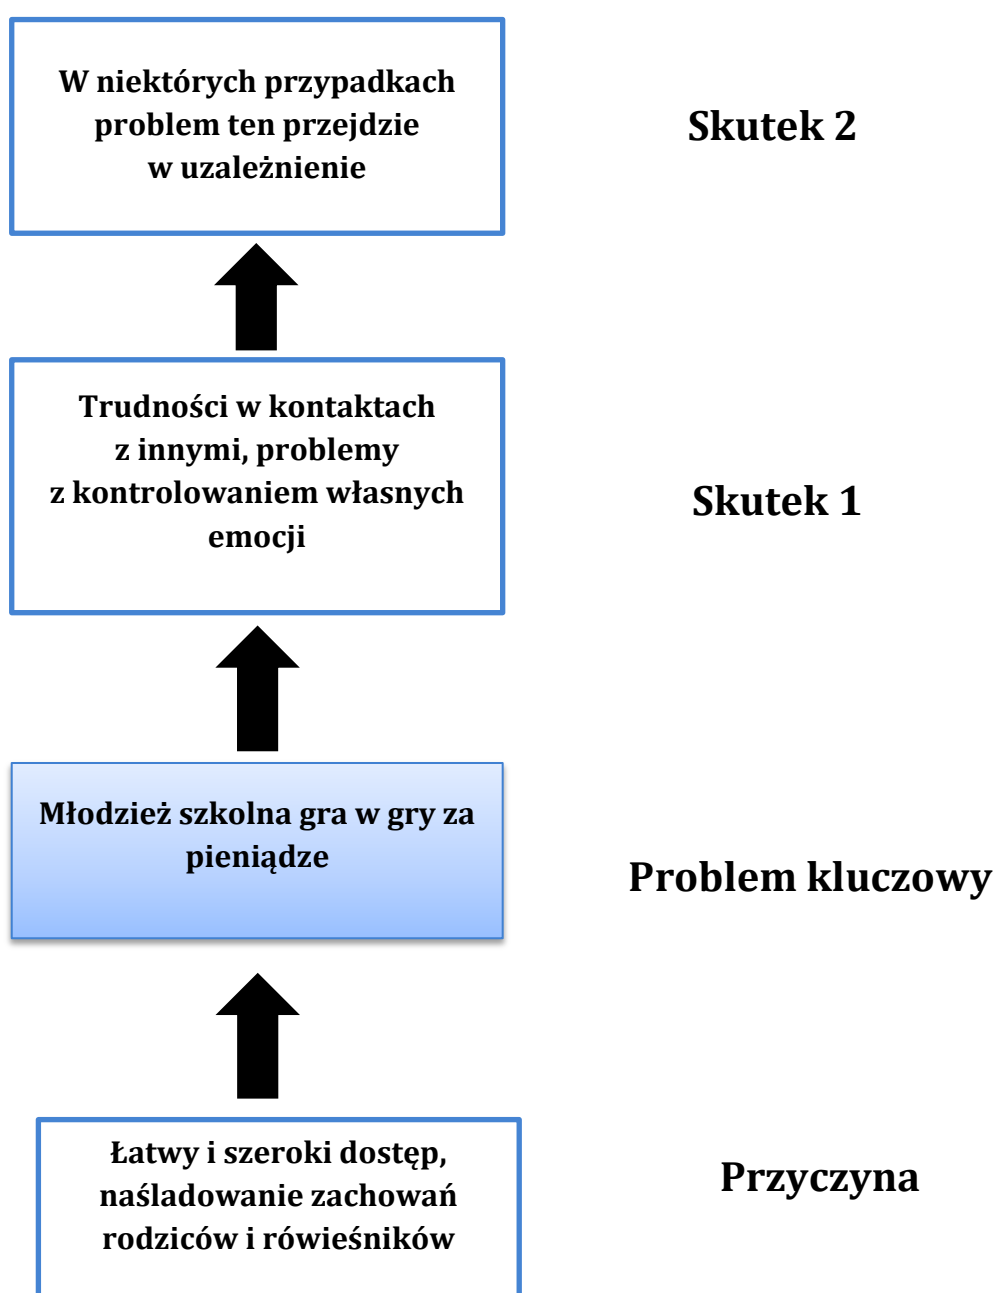 W niektórych przypadkach
problem ten przejdzie
w uzależnienie
Skutek 2
Trudności w kontaktach
z innymi, problemy
z kontrolowaniem własnych
emocji
Skutek 1
Młodzież szkolna gra w gry za
pieniądze
Problem kluczowy
Łatwy i szeroki dostęp,
naśladowanie zachowań
rodziców i rówieśników
Przyczyna